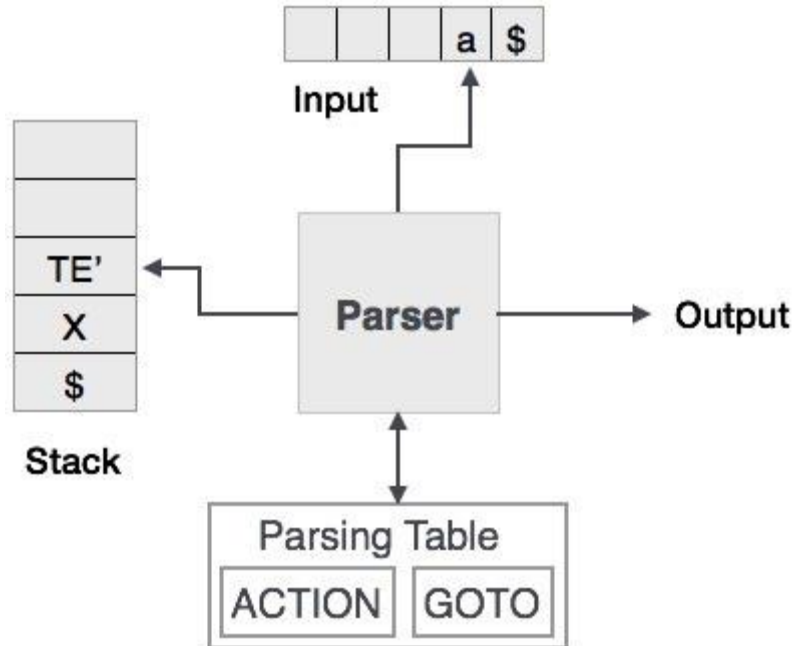 a $
Input
TE’
X
$
Stack
Parser
Output
Parsing Table
ACTION GOTO